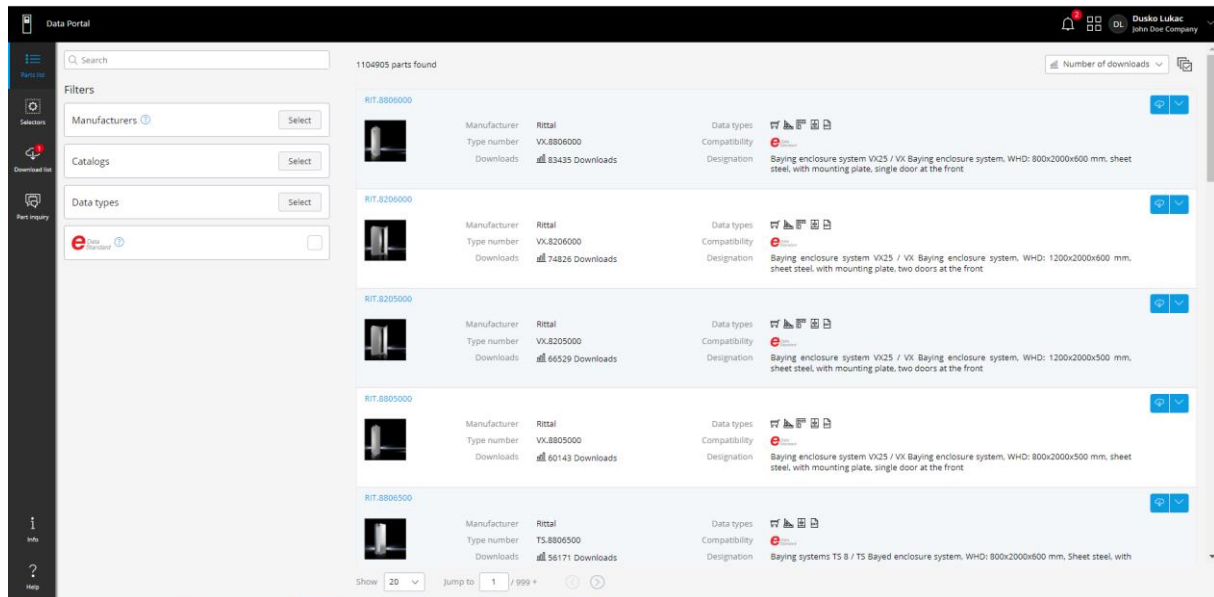 Data Portal
2
DL
Dusko Lukac
John Doe Company
Parts list
Selectors
1
Download list
Part inquiry
i
Info
?
Help
Search
Filters
Manufacturers ?
Select
Catalogs
Select
Data types
Select
e Data Standard ?
1104905 parts found
Number of downloads
RIT.8806000
Manufacturer Rittal
Type number VX.8806000
Downloads 83435 Downloads
Data types
Compatibility e
Designation Baying enclosure system VX25 / VX Baying enclosure system, WHD: 800x2000x600 mm, sheet
steel, with mounting plate, single door at the front
RIT.8206000
Manufacturer Rittal
Type number VX.8206000
Downloads 74826 Downloads
Data types
Compatibility e
Designation Baying enclosure system VX25 / VX Baying enclosure system, WHD: 1200x2000x600 mm,
sheet steel, with mounting plate, two doors at the front
RIT.8205000
Manufacturer Rittal
Type number VX.8205000
Downloads 66529 Downloads
Data types
Compatibility e
Designation Baying enclosure system VX25 / VX Baying enclosure system, WHD: 1200x2000x500 mm,
sheet steel, with mounting plate, two doors at the front
RIT.8805000
Manufacturer Rittal
Type number VX.8805000
Downloads 60143 Downloads
Data types
Compatibility e
Designation Baying enclosure system VX25 / VX Baying enclosure system, WHD: 800x2000x500 mm, sheet
steel, with mounting plate, single door at the front
RIT.8806500
Manufacturer Rittal
Type number TS.8806500
Downloads 56171 Downloads
Data types
Compatibility e
Designation Baying systems TS 8 / TS Bayed enclosure system, WHD: 800x2000x600 mm, Sheet steel, with
Show 20 Jump to 1 / 999 +